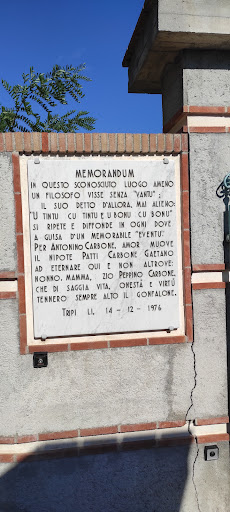 MEMORANDUM
IN QUESTO SCONOSCIUTO LUOGO AMENO
UN FILOSOFO VISSE SENZA "VANTU";
IL SUO DETTO D'ALLORA, MAI ALIENO:
"U TINTU CU TINTU E U BONU CU BONU"
SI RIPETE E DIFFONDE IN OGNI DOVE
A GUISA D'UN MEMORABILE "EVENTU":
PER ANTONINO CARBONE, AMOR MUOVE
IL NIPOTE PATTI CARBONE GAETANO
AD ETERNARE QUI E NON ALTROVE:
NONNO, MAMMA, ZIO PEPPINO CARBONE,
CHE DI SAGGIA VITA, ONESTÀ E VIRTÙ
TENNERO SEMPRE ALTO IL GONFALONE.
TRIPI LI, 14 - 12 - 1976